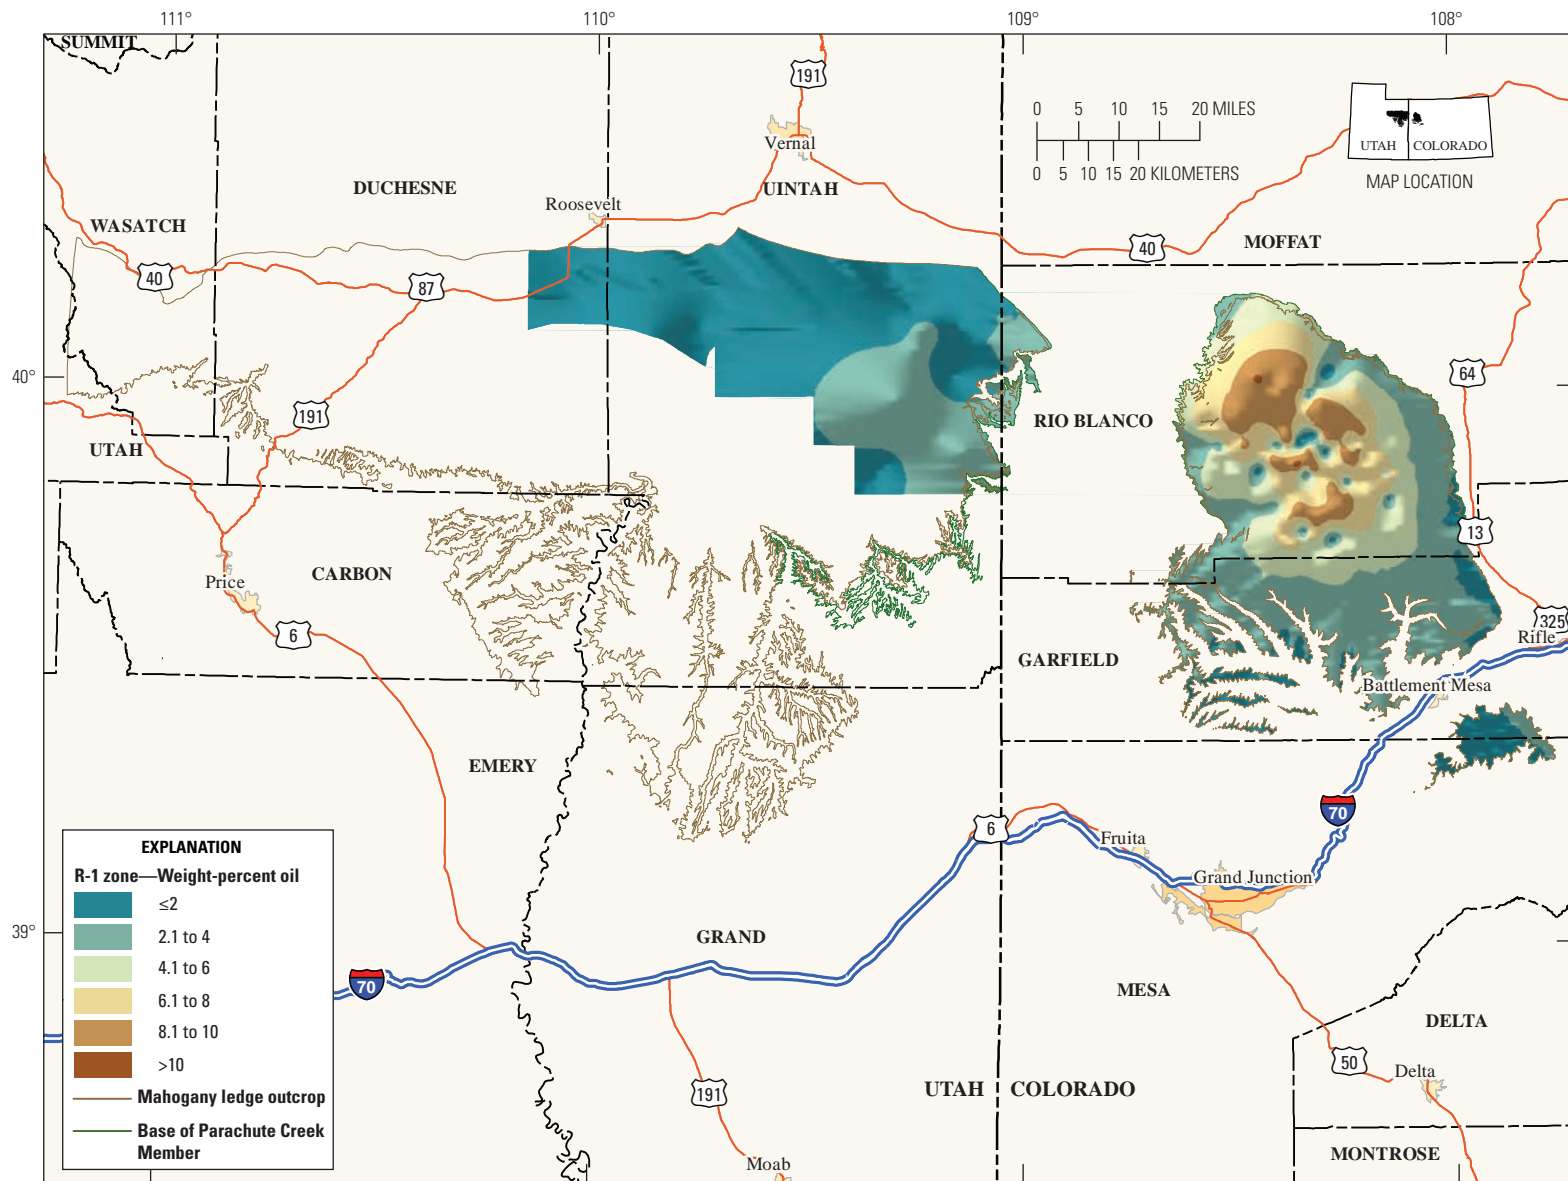 111°
110°
109°
108°
SUMMIT
191
0 5 10 15 20 MILES
0 5 10 15 20 KILOMETERS
UTAH COLORADO
MAP LOCATION
Vernal
DUCHESNE
UINTAH
Roosevelt
WASATCH
40
87
40
MOFFAT
40°
64
191
RIO BLANCO
UTAH
13
CARBON
Price
6
325
Rifle
GARFIELD
Battlement Mesa
EMERY
70
6
Fruita
Grand Junction
39°
GRAND
70
MESA
DELTA
50
Delta
191
UTAH COLORADO
MONTROSE
Moab
EXPLANATION
R-1 zone—Weight-percent oil
≤2
2.1 to 4
4.1 to 6
6.1 to 8
8.1 to 10
>10
Mahogany ledge outcrop
Base of Parachute Creek
Member